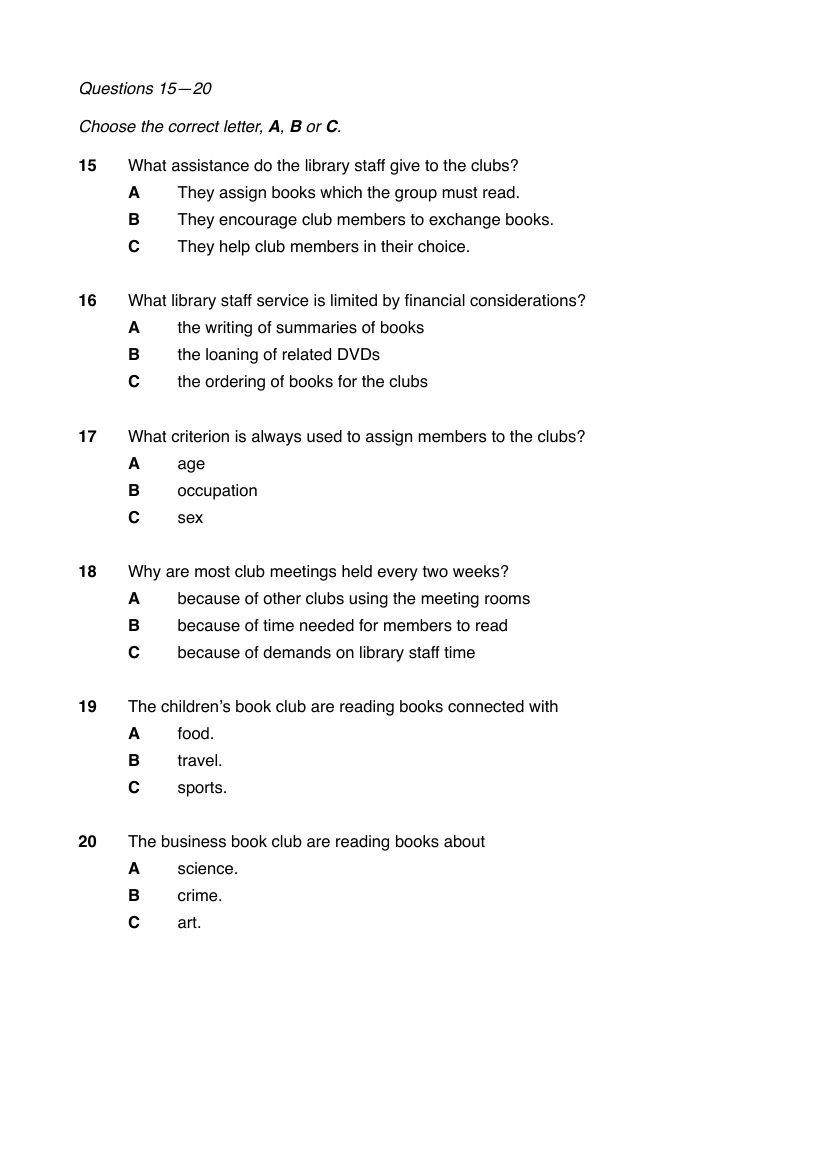 Questions 15—20
Choose the correct letter, A, B or C.
15 What assistance do the library staff give to the clubs?
A They assign books which the group must read.
B They encourage club members to exchange books.
C They help club members in their choice.
16 What library staff service is limited by financial considerations?
A the writing of summaries of books
B the loaning of related DVDs
C the ordering of books for the clubs
17 What criterion is always used to assign members to the clubs?
A age
B occupation
C sex
18 Why are most club meetings held every two weeks?
A because of other clubs using the meeting rooms
B because of time needed for members to read
C because of demands on library staff time
19 The children’s book club are reading books connected with
A food.
B travel.
C sports.
20 The business book club are reading books about
A science.
B crime.
C art.